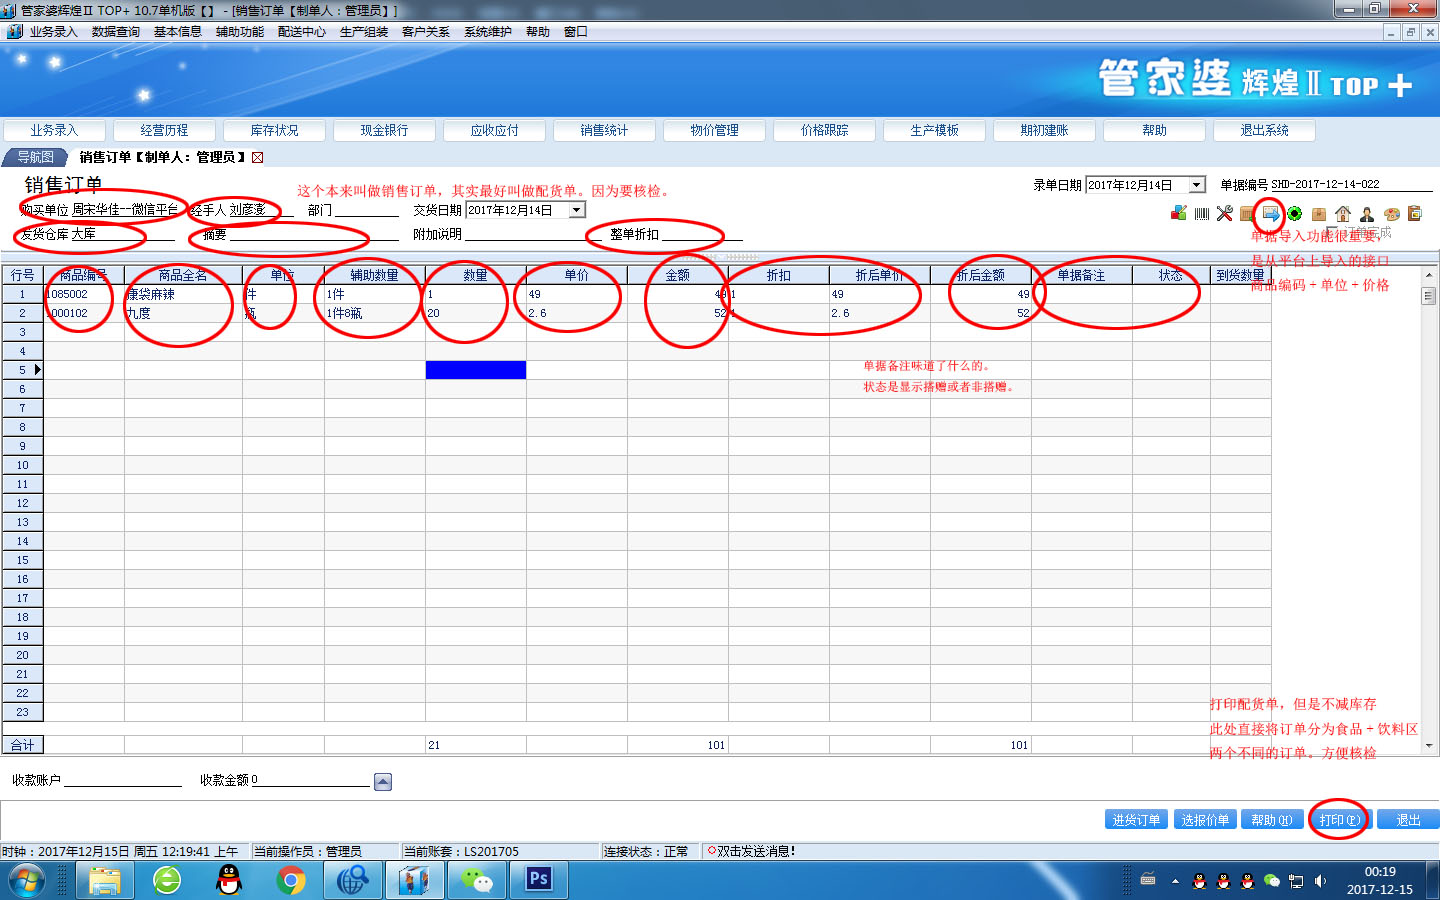 管家婆辉煌Ⅱ TOP+ 10.7单机版【】 - [销售订单【制单人：管理员】]
业务录入 数据查询 基本信息 辅助功能 配送中心 生产组装 客户关系 系统维护 帮助 窗口
管家婆 辉煌Ⅱ TOP +
业务录入 经营历程 库存状况 现金银行 应收应付 销售统计 物价管理 价格跟踪 生产模板 期初建账 帮助 退出系统
导航图 销售订单【制单人：管理员】
销售订单
这个本来叫做销售订单，其实最好叫做配货单。因为要核检。
录单日期 2017年12月14日 单据编号 SHD-2017-12-14-022
购买单位 周宋华佳--微信平台 经手人 刘彦澎 部门 交货日期 2017年12月14日
发货仓库 大库 摘要 附加说明 整单折扣 订单完成
单据导入功能很重要，
是从平台上导入的接口
商品编码 + 单位 + 价格
行号 商品编号 商品全名 单位 辅助数量 数量 单价 金额 折扣 折后单价 折后金额 单据备注 状态 到货数量
1 1085002 康袋麻辣 件 1件 1 49 49 1 49 49
2 1000102 九度 瓶 1件8瓶 20 2.6 52 1 2.6 52
3
4
5
单据备注味道了什么的。
6
状态是显示搭赠或者非搭赠。
7
8
9
10
11
12
13
14
15
16
17
18
19
20
21
22
23
打印配货单，但是不减库存
此处直接将订单分为食品 + 饮料区
两个不同的订单。方便核检
合计 21 101 101
收款账户 收款金额 0
进货订单 选报价单 帮助(H) 打印(P) 退出
时钟：2017年12月15日 周五 12:19:41 上午 当前操作员：管理员 当前账套：LS201705 连接状态：正常 双击发送消息！
Ps
00:19
2017-12-15